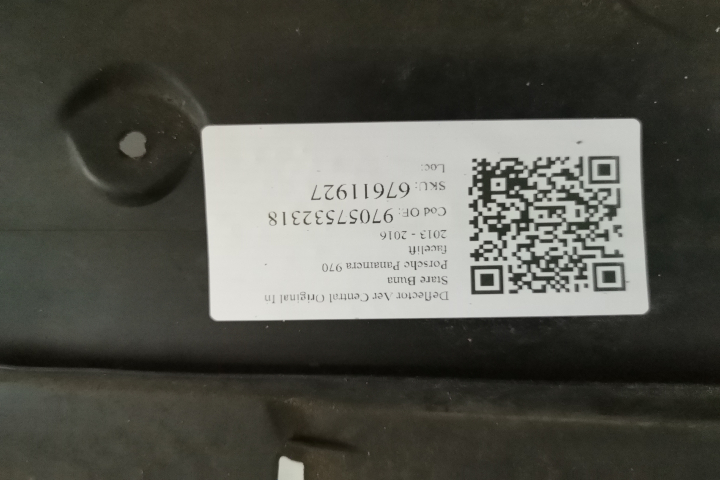 Deflector Aer Central Original In
Stare Buna
Porsche Panamera 970
facelift
2013 - 2016
Cod OE: 97057532318
SKU: 67611927
Loc: